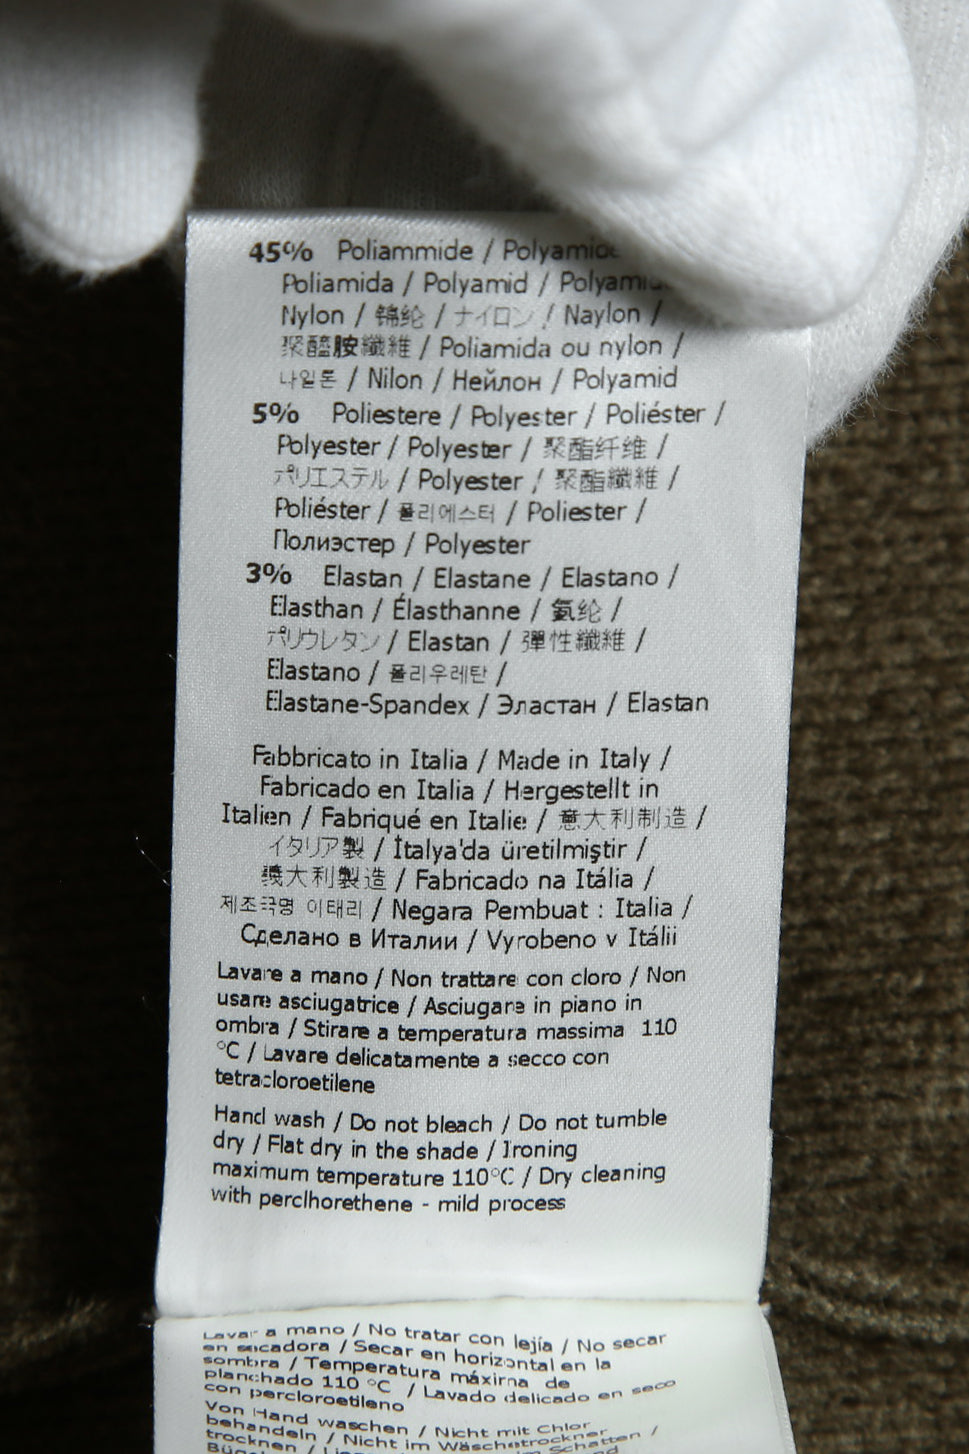 45% Poliammide / Polyamide
Poliamida / Polyamid /
Nylon / 锦纶 / ナイロン / Naylon /
聚醯胺纖維 / Poliamida ou nylon /
나일론 / Nilon / Нейлон / Polyamid
5% Poliestere / Polyester / Poliéster /
Polyester / Polyester / 聚酯纤维 /
ポリエステル / Polyester / 聚酯纖維 /
Poliéster / 폴리에스터 / Poliester /
Полиэстер / Polyester
3% Elastan / Elastane / Elastano /
Elasthan / Élasthanne / 氨纶 /
ポリウレタン / Elastan / 彈性纖維 /
Elastano / 폴리우레탄 /
Elastane-Spandex / Эластан / Elastan
Fabbricato in Italia / Made in Italy /
Fabricado en Italia / Hergestellt in
Italien / Fabriqué en Italie / 意大利制造 /
イタリア製 / İtalya'da üretilmiştir /
義大利製造 / Fabricado na Itália /
제조국명 이태리 / Negara Pembuat : Italia /
Сделано в Италии / Vyrobeno v Itálii
Lavare a mano / Non trattare con cloro / Non
usare asciugatrice / Asciugare in piano in
ombra / Stirare a temperatura massima 110
°C / Lavare delicatamente a secco con
tetracloroetilene
Hand wash / Do not bleach / Do not tumble
dry / Flat dry in the shade / Ironing
maximum temperature 110°C / Dry cleaning
with perclhorethene - mild process
Lavar a mano / No tratar con lejía / No secar
en secadora / Secar en horizontal en la
sombra / Temperatura máxima de
planchado 110 °C / Lavado delicado en seco
con percloroetileno
Von Hand waschen / Nicht mit Chlor
behandeln / Nicht im Wäschetrockner
trocknen / im Schatten /